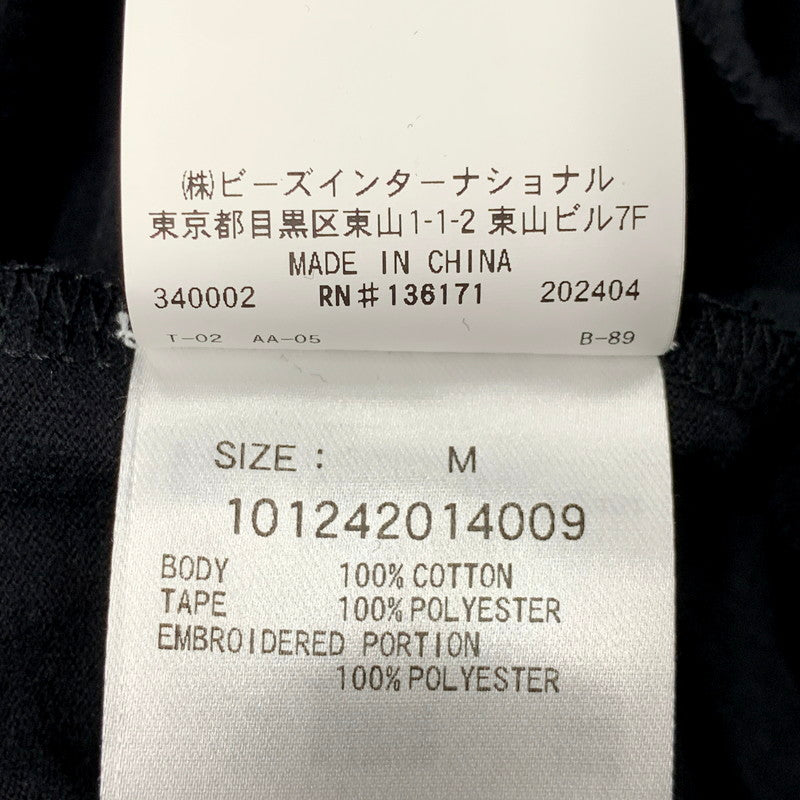 ㈱ビーズインターナショナル
東京都目黒区東山1-1-2 東山ビル7F
MADE IN CHINA
340002 RN#136171 202404
T-02 AA-05 B-89
SIZE : M
101242014009
BODY 100% COTTON
TAPE 100% POLYESTER
EMBROIDERED PORTION
100% POLYESTER